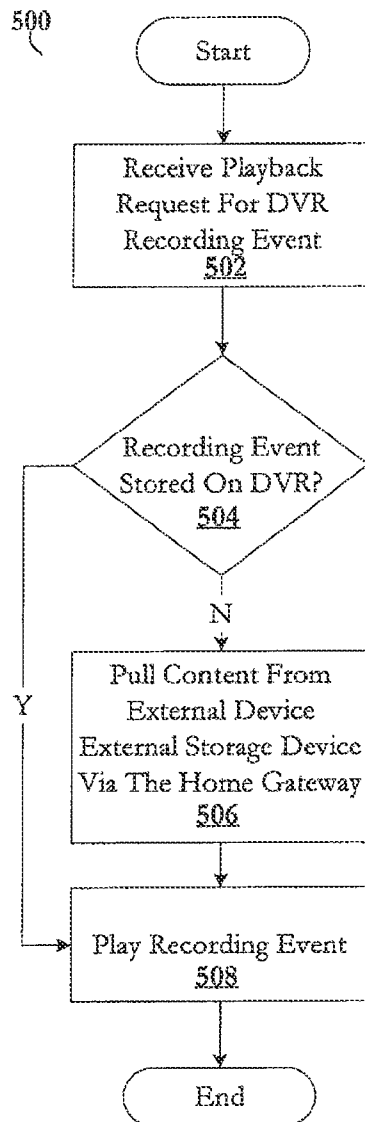 500
Start
Receive Playback
Request For DVR
Recording Event
502
Recording Event
Stored On DVR?
504
N
Y
Pull Content From
External Device
External Storage Device
Via The Home Gateway
506
Play Recording Event
508
End